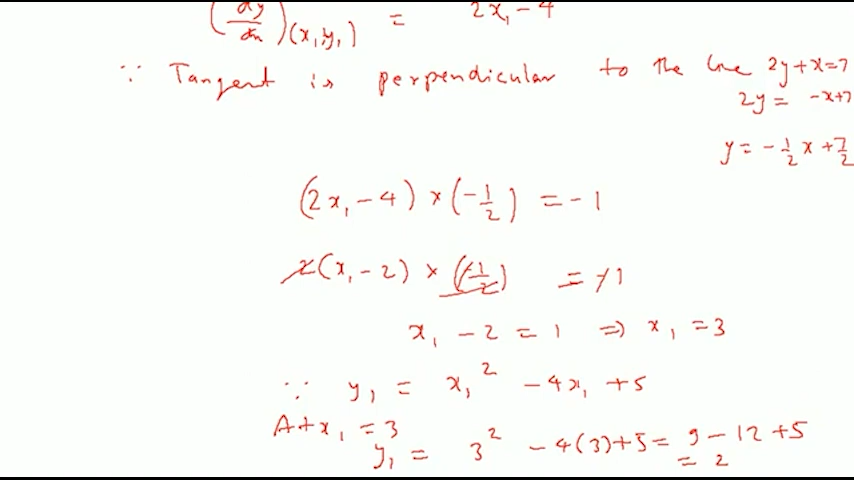 (dy/dx)(x₁,y₁) = 2x₁-4
∵ Tangent is perpendicular to the line 2y+x=7
2y = -x+7
y = -1/2 x + 7/2
(2x₁-4) × (-1/2) = -1
2(x₁-2) × (-1/2) = -1
x₁ - 2 = 1 ⇒ x₁ = 3
∵ y₁ = x₁² - 4x₁ + 5
At x₁ = 3
y₁ = 3² - 4(3)+5 = 9-12+5
= 2